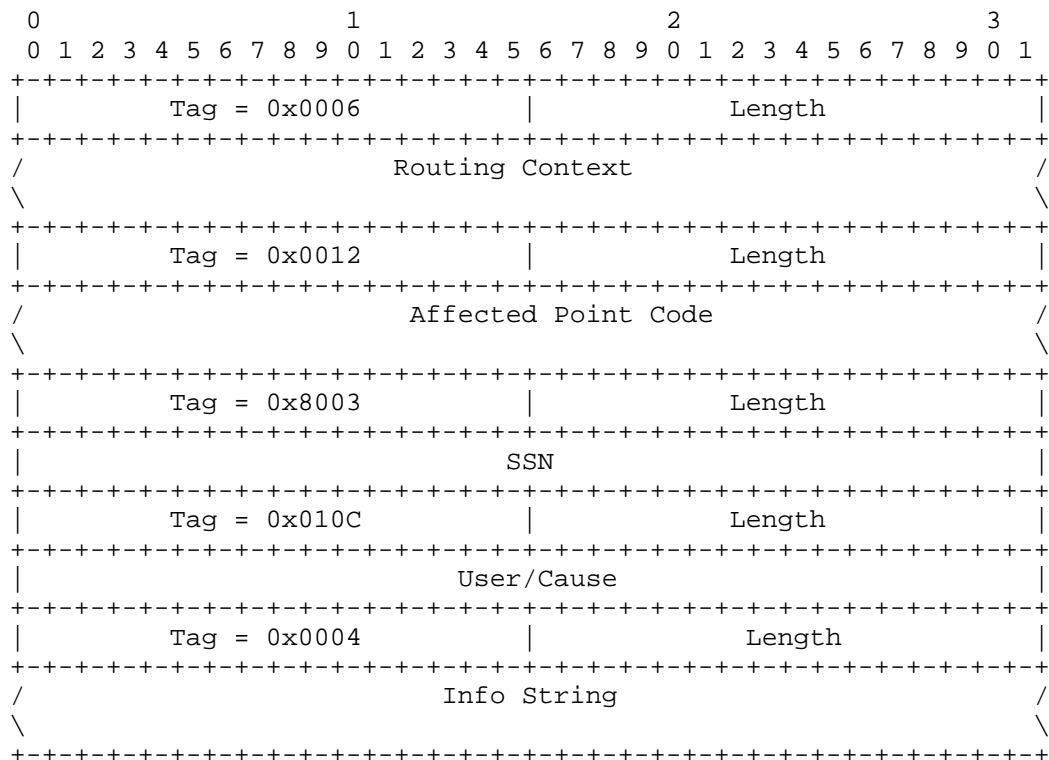 0                   1                   2                   3
 0 1 2 3 4 5 6 7 8 9 0 1 2 3 4 5 6 7 8 9 0 1 2 3 4 5 6 7 8 9 0 1
+-+-+-+-+-+-+-+-+-+-+-+-+-+-+-+-+-+-+-+-+-+-+-+-+-+-+-+-+-+-+-+-+
|         Tag = 0x0006          |            Length             |
+-+-+-+-+-+-+-+-+-+-+-+-+-+-+-+-+-+-+-+-+-+-+-+-+-+-+-+-+-+-+-+-+
/                       Routing Context                         /
\                                                               \
+-+-+-+-+-+-+-+-+-+-+-+-+-+-+-+-+-+-+-+-+-+-+-+-+-+-+-+-+-+-+-+-+
|         Tag = 0x0012          |            Length             |
+-+-+-+-+-+-+-+-+-+-+-+-+-+-+-+-+-+-+-+-+-+-+-+-+-+-+-+-+-+-+-+-+
/                        Affected Point Code                    /
\                                                               \
+-+-+-+-+-+-+-+-+-+-+-+-+-+-+-+-+-+-+-+-+-+-+-+-+-+-+-+-+-+-+-+-+
|         Tag = 0x8003          |            Length             |
+-+-+-+-+-+-+-+-+-+-+-+-+-+-+-+-+-+-+-+-+-+-+-+-+-+-+-+-+-+-+-+-+
|                              SSN                              |
+-+-+-+-+-+-+-+-+-+-+-+-+-+-+-+-+-+-+-+-+-+-+-+-+-+-+-+-+-+-+-+-+
|         Tag = 0x010C          |            Length             |
+-+-+-+-+-+-+-+-+-+-+-+-+-+-+-+-+-+-+-+-+-+-+-+-+-+-+-+-+-+-+-+-+
|                           User/Cause                          |
+-+-+-+-+-+-+-+-+-+-+-+-+-+-+-+-+-+-+-+-+-+-+-+-+-+-+-+-+-+-+-+-+
|         Tag = 0x0004          |             Length            |
+-+-+-+-+-+-+-+-+-+-+-+-+-+-+-+-+-+-+-+-+-+-+-+-+-+-+-+-+-+-+-+-+
/                          Info String                          /
\                                                               \
+-+-+-+-+-+-+-+-+-+-+-+-+-+-+-+-+-+-+-+-+-+-+-+-+-+-+-+-+-+-+-+-+